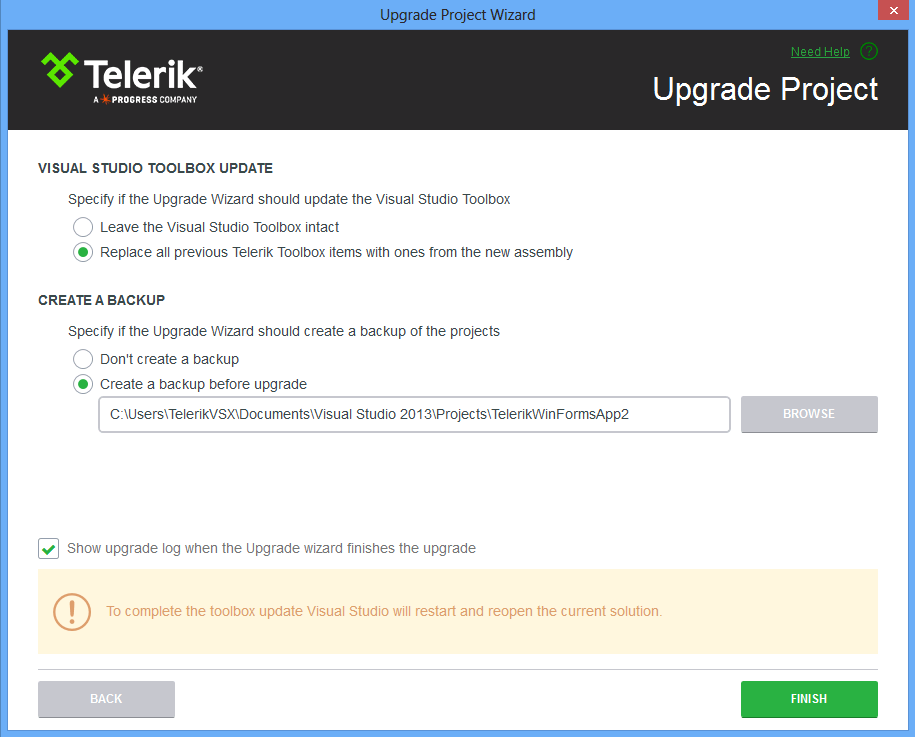 Upgrade Project Wizard
Need Help ?
Telerik®
A PROGRESS COMPANY
Upgrade Project
VISUAL STUDIO TOOLBOX UPDATE
Specify if the Upgrade Wizard should update the Visual Studio Toolbox
Leave the Visual Studio Toolbox intact
Replace all previous Telerik Toolbox items with ones from the new assembly
CREATE A BACKUP
Specify if the Upgrade Wizard should create a backup of the projects
Don't create a backup
Create a backup before upgrade
C:\Users\TelerikVSX\Documents\Visual Studio 2013\Projects\TelerikWinFormsApp2
BROWSE
Show upgrade log when the Upgrade wizard finishes the upgrade
! To complete the toolbox update Visual Studio will restart and reopen the current solution.
BACK
FINISH